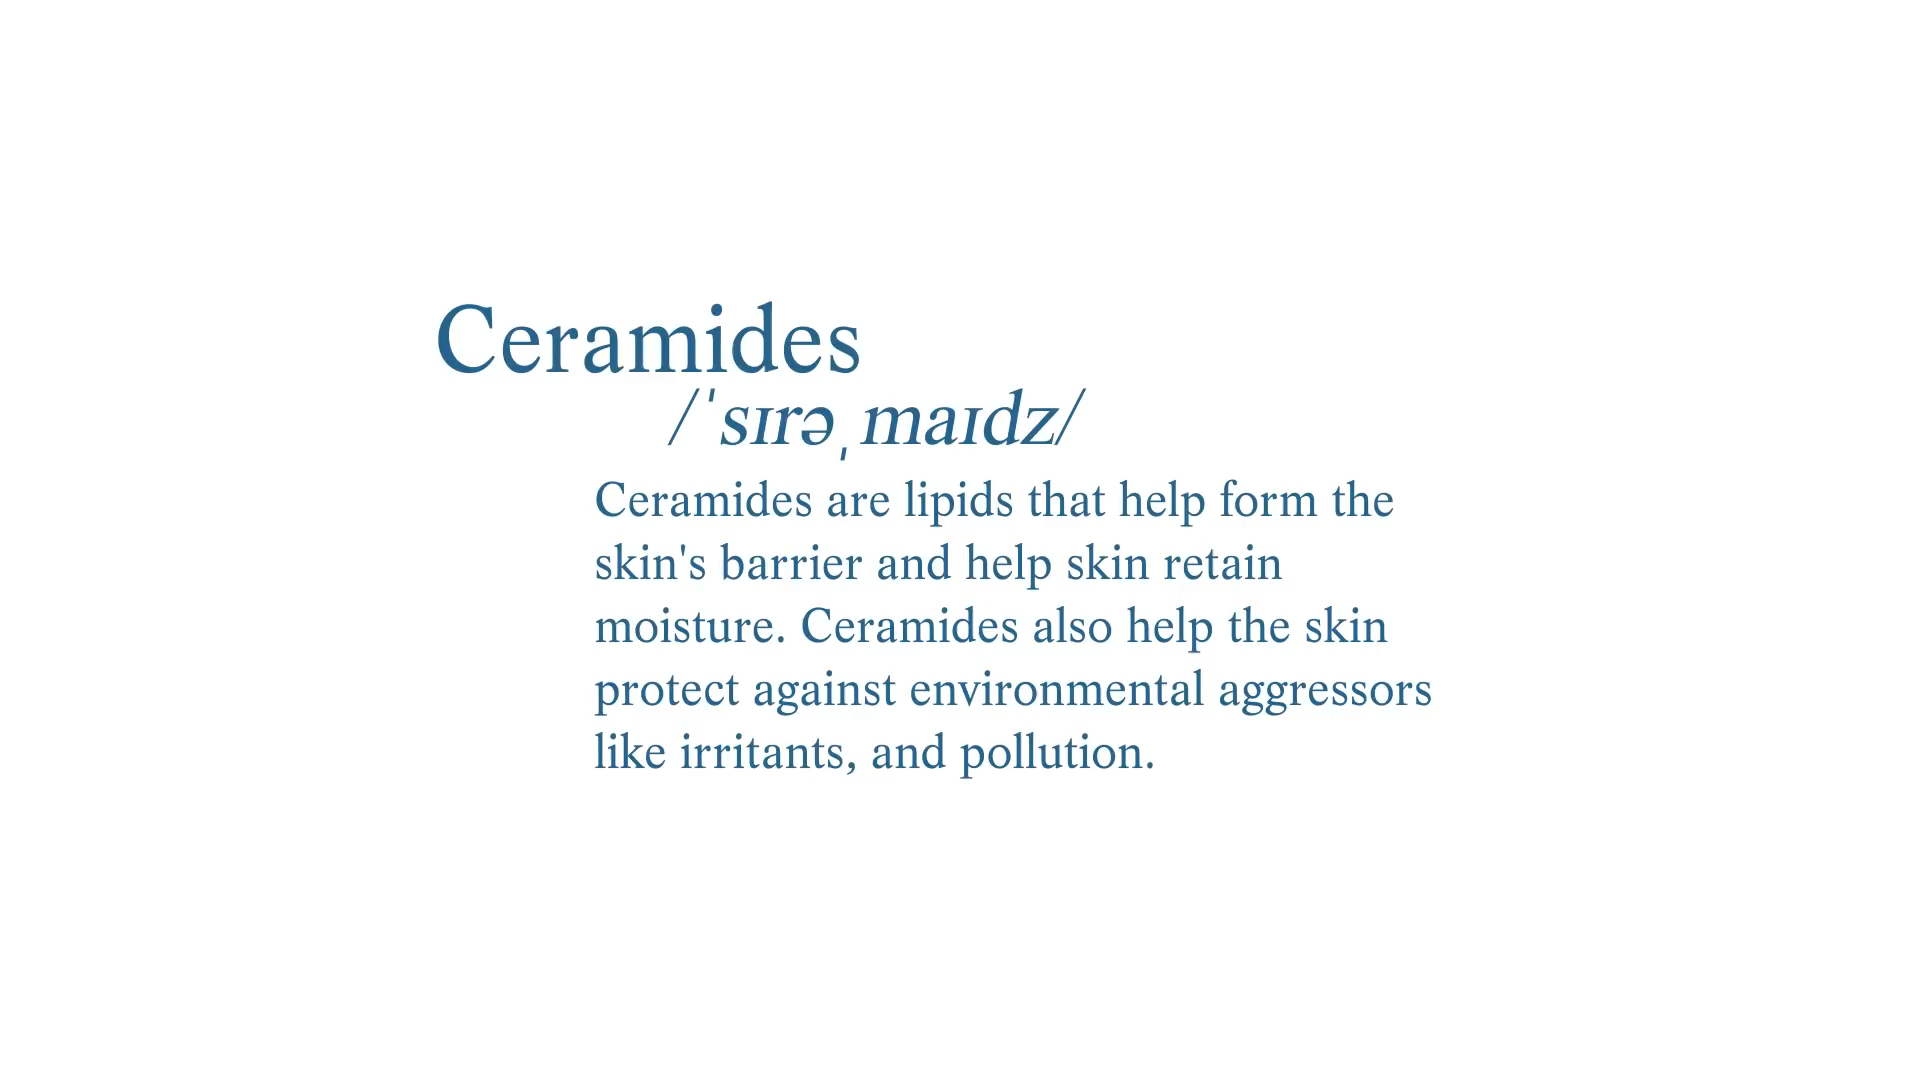 Ceramides
/ˈsɪrəˌmaɪdz/
Ceramides are lipids that help form the
skin's barrier and help skin retain
moisture. Ceramides also help the skin
protect against environmental aggressors
like irritants, and pollution.